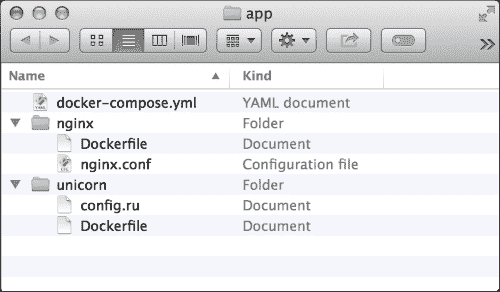 app
Name Kind
docker-compose.yml YAML document
nginx Folder
Dockerfile Document
nginx.conf Configuration file
unicorn Folder
config.ru Document
Dockerfile Document